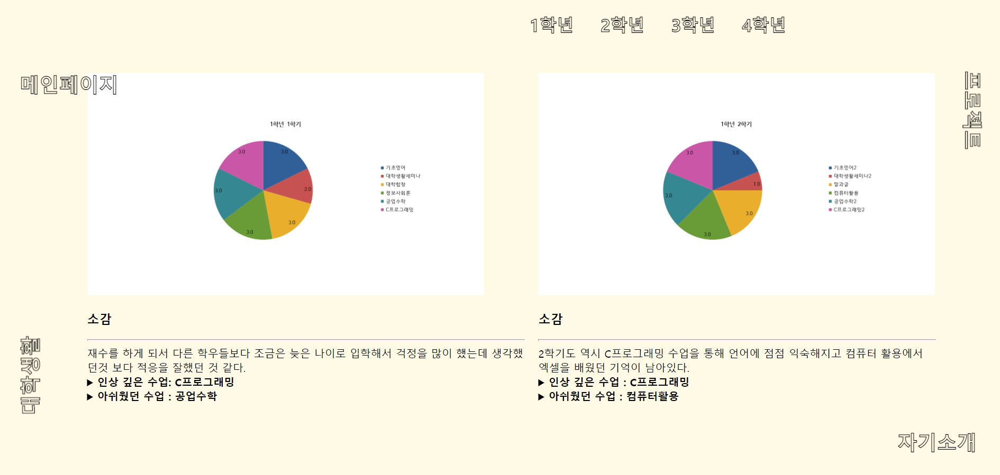 1학년 2학년 3학년 4학년
메인페이지
프로젝트
1학년 1학기
3.0
2.0
3.0
3.0
3.0
3.0
기초영어
대학생활세미나
대학합창
정보사회론
공업수학
C프로그래밍
1학년 2학기
3.0
1.0
3.0
3.0
3.0
3.0
기초영어2
대학생활세미나2
말과글
컴퓨터활용
공업수학2
C프로그래밍2
소감
재수를 하게 되서 다른 학우들보다 조금은 늦은 나이로 입학해서 걱정을 많이 했는데 생각했
던것 보다 적응을 잘했던 것 같다.
▶ 인상 깊은 수업: C프로그래밍
▶ 아쉬웠던 수업 : 공업수학
소감
2학기도 역시 C프로그래밍 수업을 통해 언어에 점점 익숙해지고 컴퓨터 활용에서
엑셀을 배웠던 기억이 남아있다.
▶ 인상 깊은 수업 : C프로그래밍
▶ 아쉬웠던 수업 : 컴퓨터활용
대학생활
자기소개